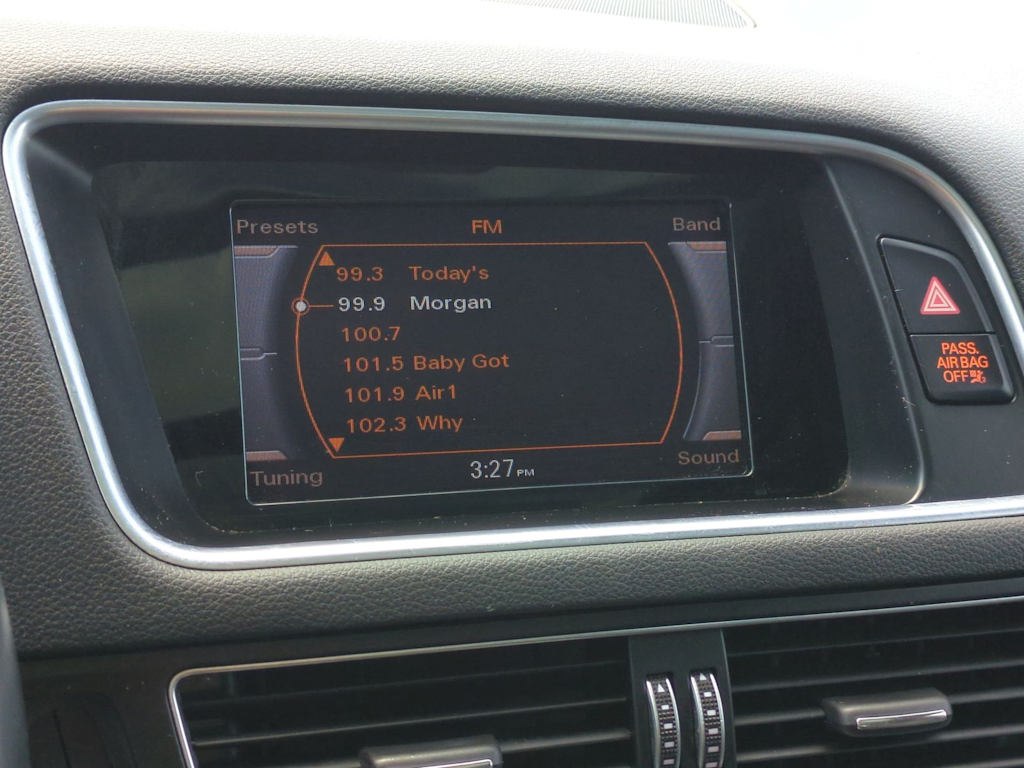 Presets FM Band
99.3 Today's
99.9 Morgan
100.7
101.5 Baby Got
101.9 Air1
102.3 Why
Tuning 3:27 PM Sound
PASS.
AIR BAG
OFF